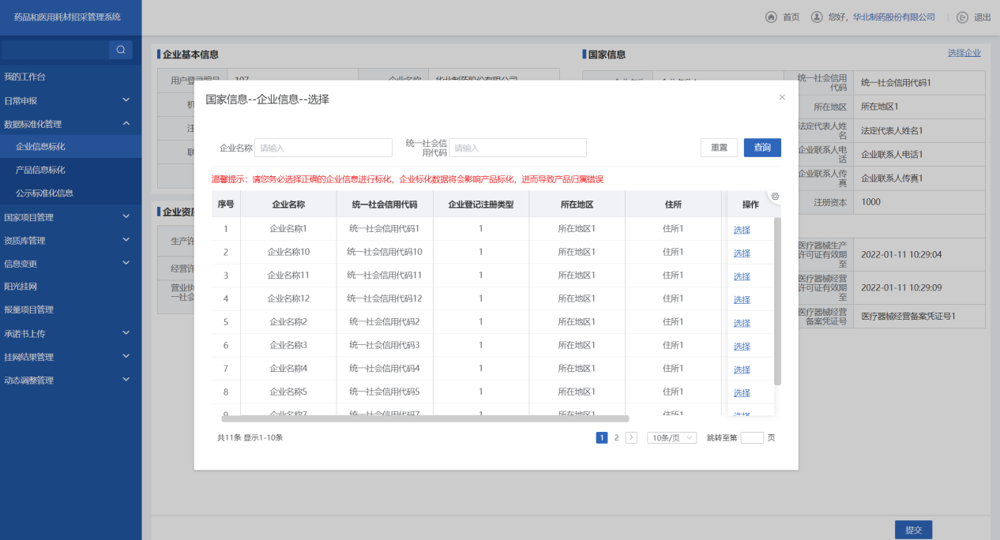 药品和医用耗材招采管理系统
首页 您好，华北制药股份有限公司 退出
我的工作台
日常申报
数据标准化管理
企业信息标化
产品信息标化
公示标准化信息
国家项目管理
资质库管理
信息变更
阳光挂网
报量项目管理
承诺书上传
挂网结果管理
动态调整管理
企业基本信息
国家信息
选择企业
用户登录编号 107 企业名称 华北制药股份有限公司
企业资
生产许
经营许
营业执
一社会
统一社会信用
代码
统一社会信用代码1
所在地区 所在地区1
法定代表人姓
名
法定代表人姓名1
企业联系人电
话
企业联系人电话1
企业联系人传
真
企业联系人传真1
注册资本 1000
医疗器械生产
许可证有效期
至
2022-01-11 10:29:04
医疗器械经营
许可证有效期
至
2022-01-11 10:29:09
医疗器械经营
备案凭证号
医疗器械经营备案凭证号1
国家信息--企业信息--选择
企业名称 请输入
统一社会信
用代码
请输入
重置 查询
温馨提示：请您务必选择正确的企业信息进行标化，企业标化数据将会影响产品标化，进而导致产品归属错误
序号 企业名称 统一社会信用代码 企业登记注册类型 所在地区 住所 操作
1 企业名称1 统一社会信用代码1 1 所在地区1 住所1 选择
2 企业名称10 统一社会信用代码10 1 所在地区1 住所1 选择
3 企业名称11 统一社会信用代码11 1 所在地区1 住所1 选择
4 企业名称12 统一社会信用代码12 1 所在地区1 住所1 选择
5 企业名称2 统一社会信用代码2 1 所在地区1 住所1 选择
6 企业名称3 统一社会信用代码3 1 所在地区1 住所1 选择
7 企业名称4 统一社会信用代码4 1 所在地区1 住所1 选择
8 企业名称5 统一社会信用代码5 1 所在地区1 住所1 选择
9 企业名称7 统一社会信用代码7 1 所在地区1 住所1 选择
共11条 显示1-10条
1 2 10条/页 跳转至第 页
提交